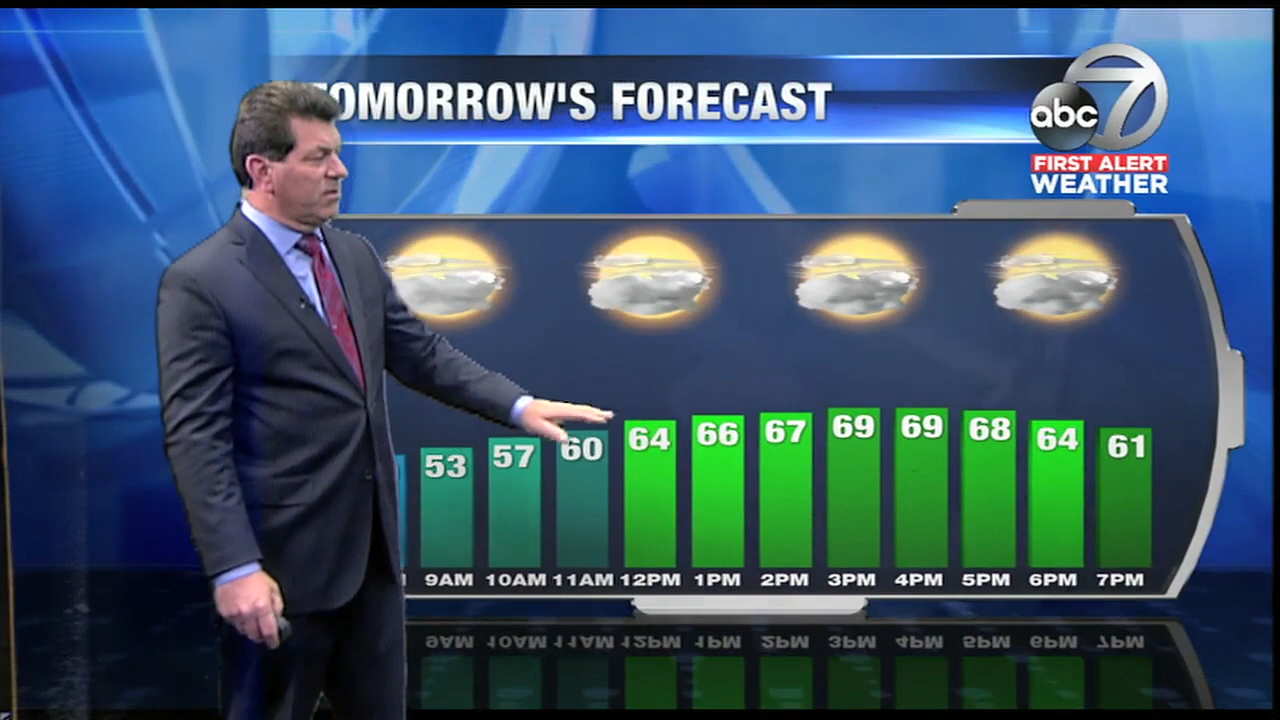 TOMORROW'S FORECAST
abc 7
FIRST ALERT
WEATHER
53 57 60 64 66 67 69 69 68 64 61
9AM 10AM 11AM 12PM 1PM 2PM 3PM 4PM 5PM 6PM 7PM